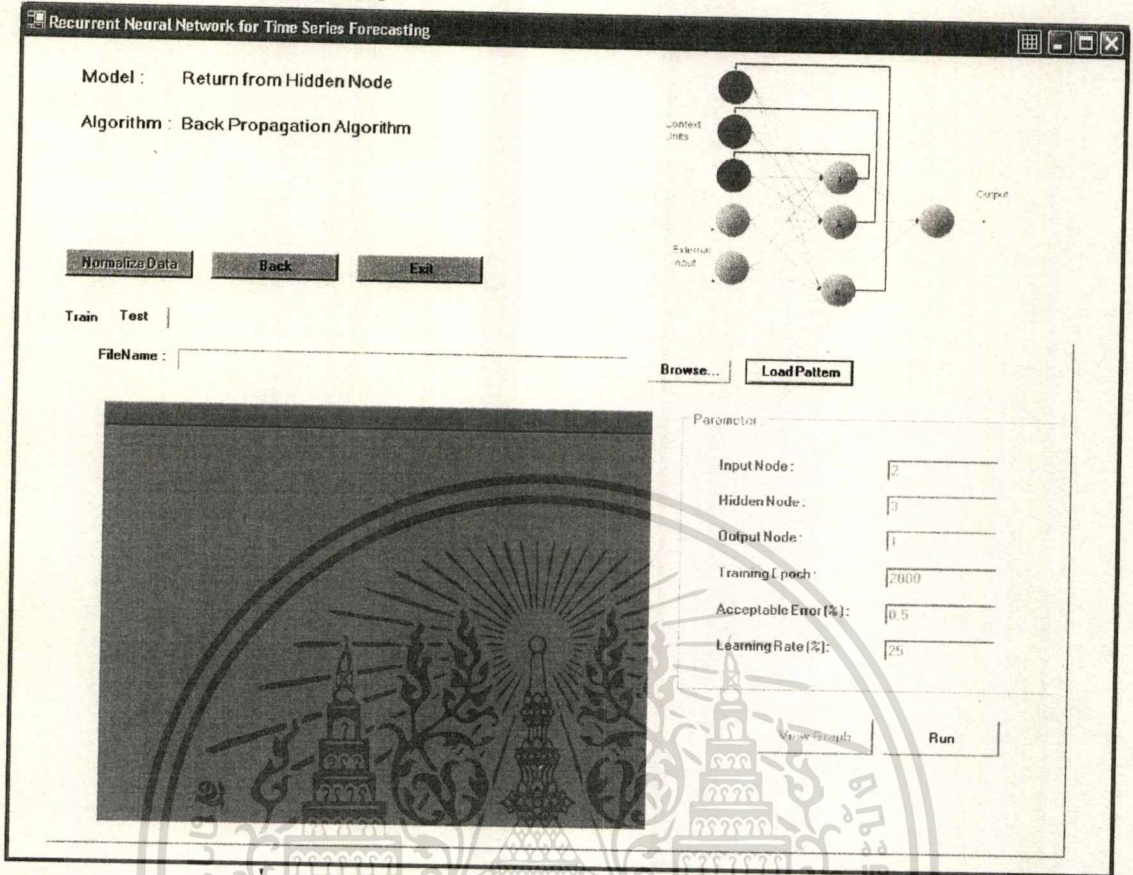 Recurrent Neural Network for Time Series Forecasting
Model : Return from Hidden Node
Algorithm : Back Propagation Algorithm
Context
Units
External
Input
Output
Normalize Data
Back
Exit
Train Test
FileName :
Browse...
Load Pattern
Parameter
Input Node : 2
Hidden Node : 3
Output Node : 1
Training Epoch : 2000
Acceptable Error (%) : 0.5
Learning Rate (%): 25
View Graph
Run